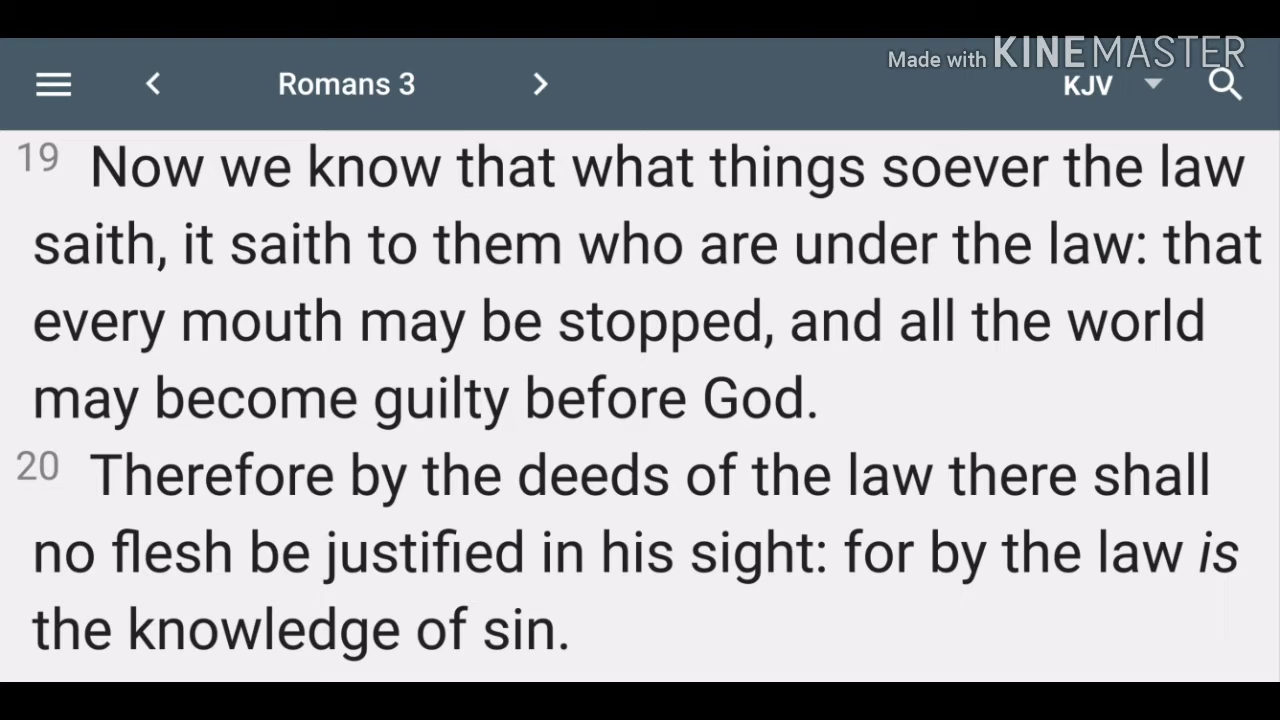 Made with KINEMASTER
Romans 3 KJV
19 Now we know that what things soever the law
saith, it saith to them who are under the law: that
every mouth may be stopped, and all the world
may become guilty before God.
20 Therefore by the deeds of the law there shall
no flesh be justified in his sight: for by the law is
the knowledge of sin.